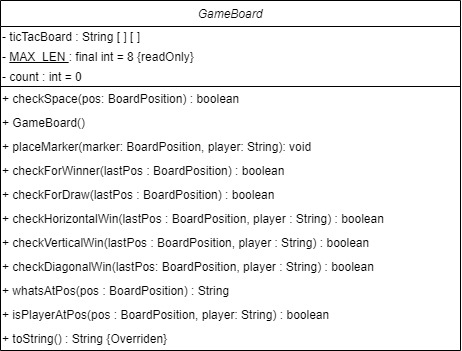 GameBoard
- ticTacBoard : String [ ] [ ]
- MAX_LEN : final int = 8 {readOnly}
- count : int = 0
+ checkSpace(pos: BoardPosition) : boolean
+ GameBoard()
+ placeMarker(marker: BoardPosition, player: String): void
+ checkForWinner(lastPos : BoardPosition) : boolean
+ checkForDraw(lastPos : BoardPosition) : boolean
+ checkHorizontalWin(lastPos : BoardPosition, player : String) : boolean
+ checkVerticalWin(lastPos : BoardPosition, player : String) : boolean
+ checkDiagonalWin(lastPos: BoardPosition, player : String) : boolean
+ whatsAtPos(pos : BoardPosition) : String
+ isPlayerAtPos(pos : BoardPosition, player: String) : boolean
+ toString() : String {Overriden}